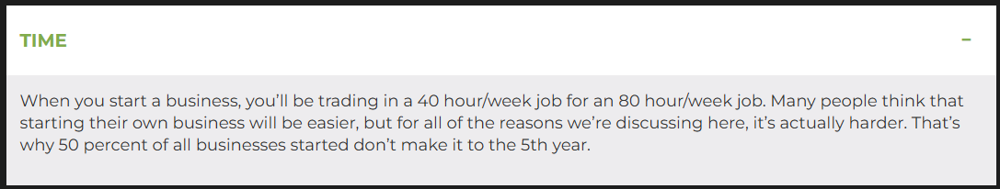 TIME –
When you start a business, you’ll be trading in a 40 hour/week job for an 80 hour/week job. Many people think that
starting their own business will be easier, but for all of the reasons we’re discussing here, it’s actually harder. That’s
why 50 percent of all businesses started don’t make it to the 5th year.